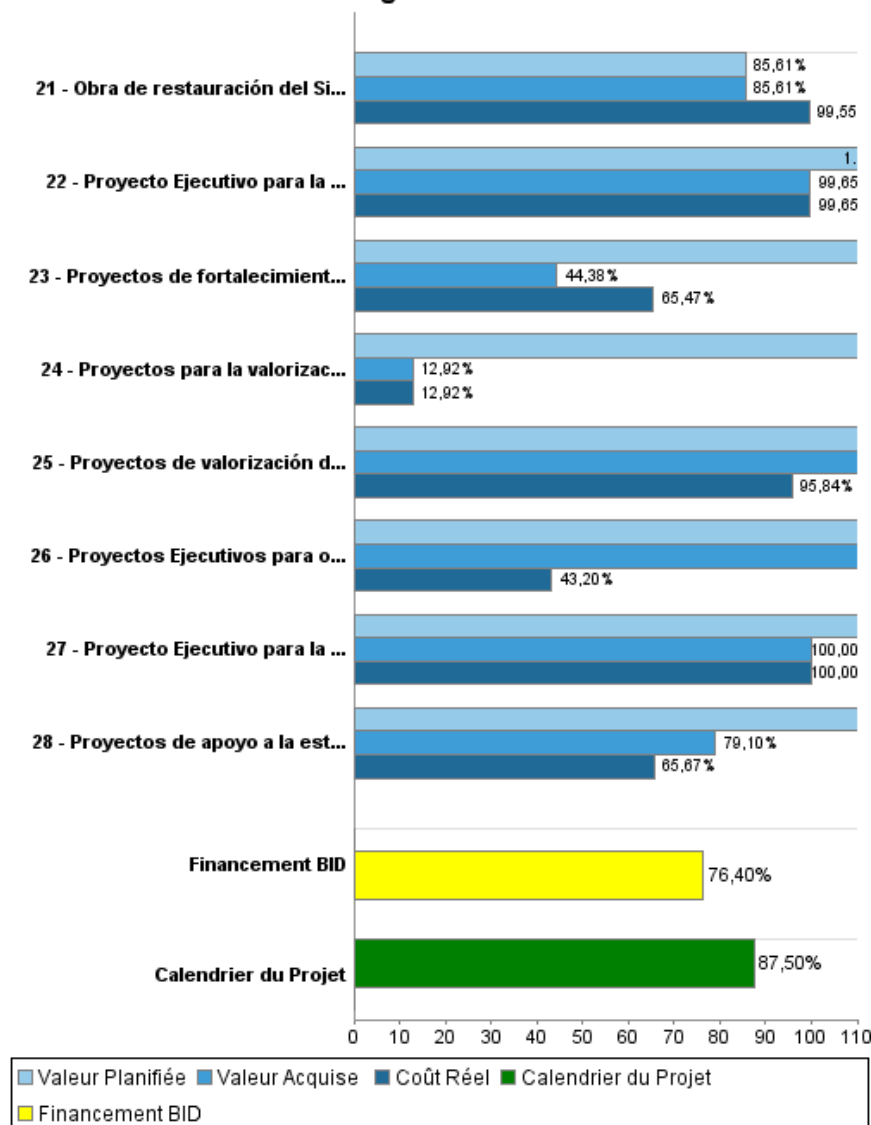 21 - Obra de restauración del Si...
85,61%
85,61%
99,55
22 - Proyecto Ejecutivo para la ...
1.
99,65
99,65
23 - Proyectos de fortalecimient...
44,38%
65,47%
24 - Proyectos para la valorizac...
12,92%
12,92%
25 - Proyectos de valorización d...
95,84%
26 - Proyectos Ejecutivos para o...
43,20%
27 - Proyecto Ejecutivo para la ...
100,00
100,00
28 - Proyectos de apoyo a la est...
79,10%
65,67%
Financement BID
76,40%
Calendrier du Projet
87,50%
0 10 20 30 40 50 60 70 80 90 100 110
Valeur Planifiée Valeur Acquise Coût Réel Calendrier du Projet
Financement BID